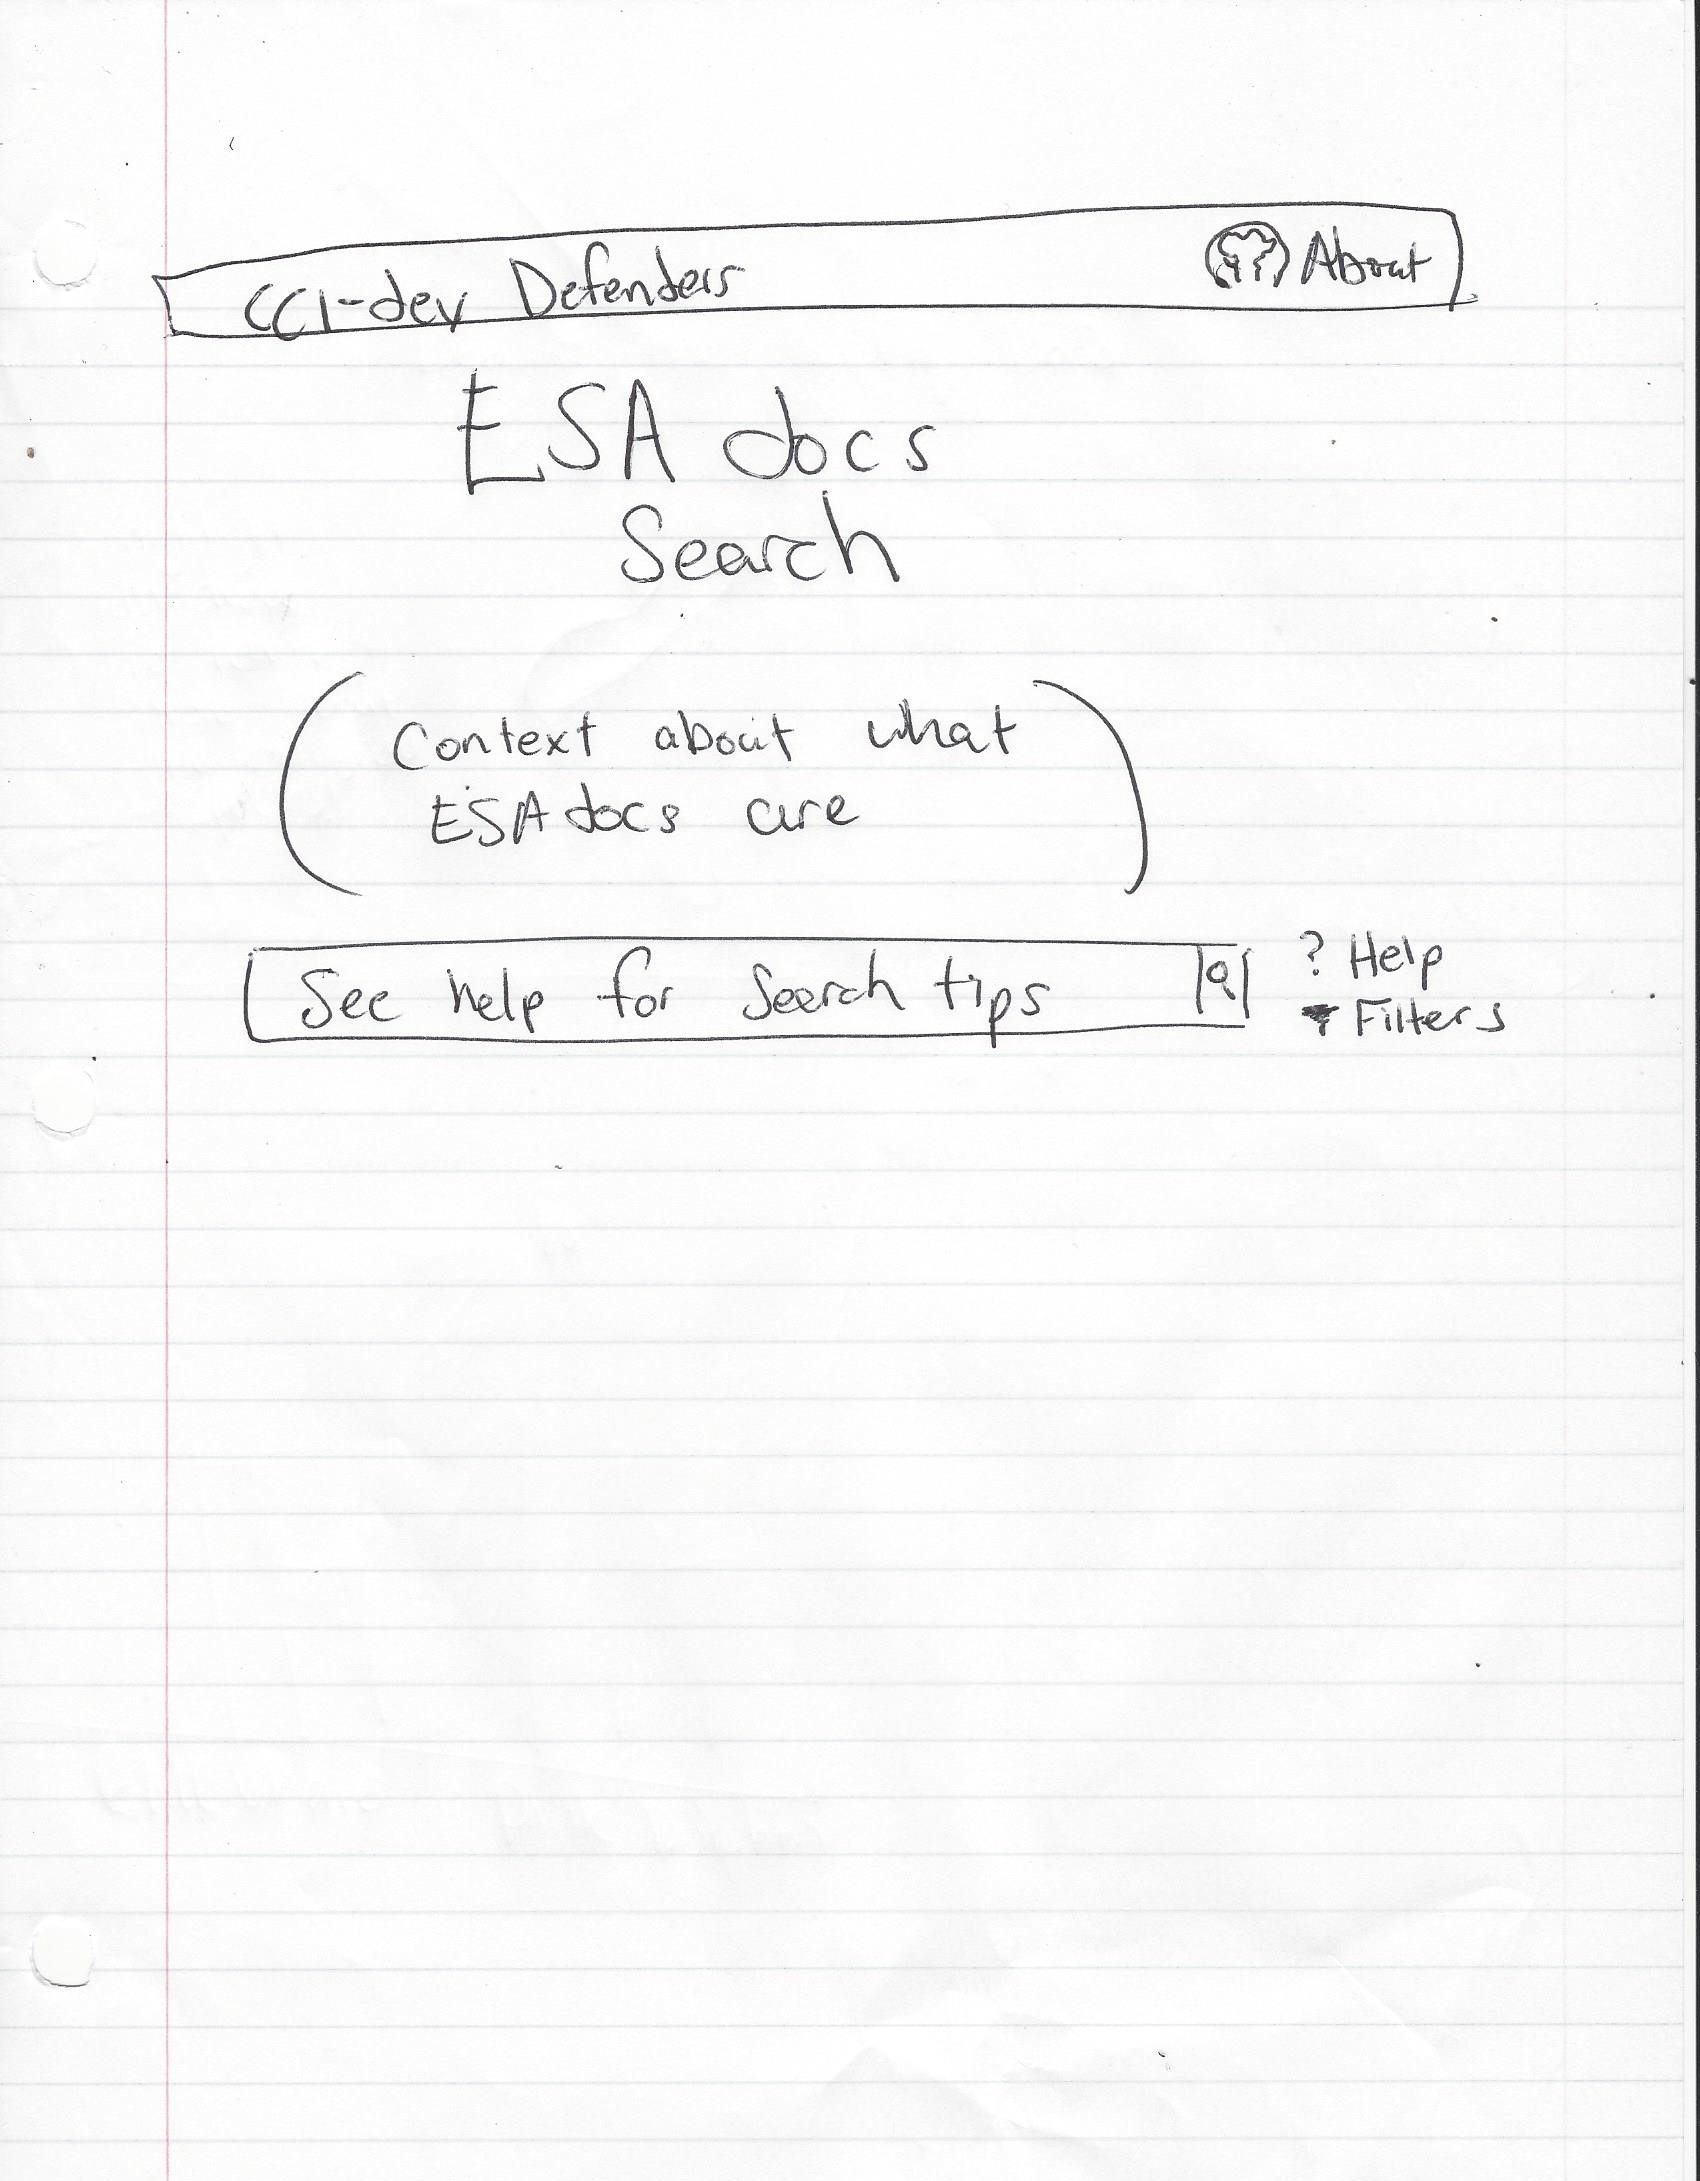 CCI-dev Defenders About
ESA docs
Search
(Context about what
ESA docs are)
See help for Search tips
? Help
Filters